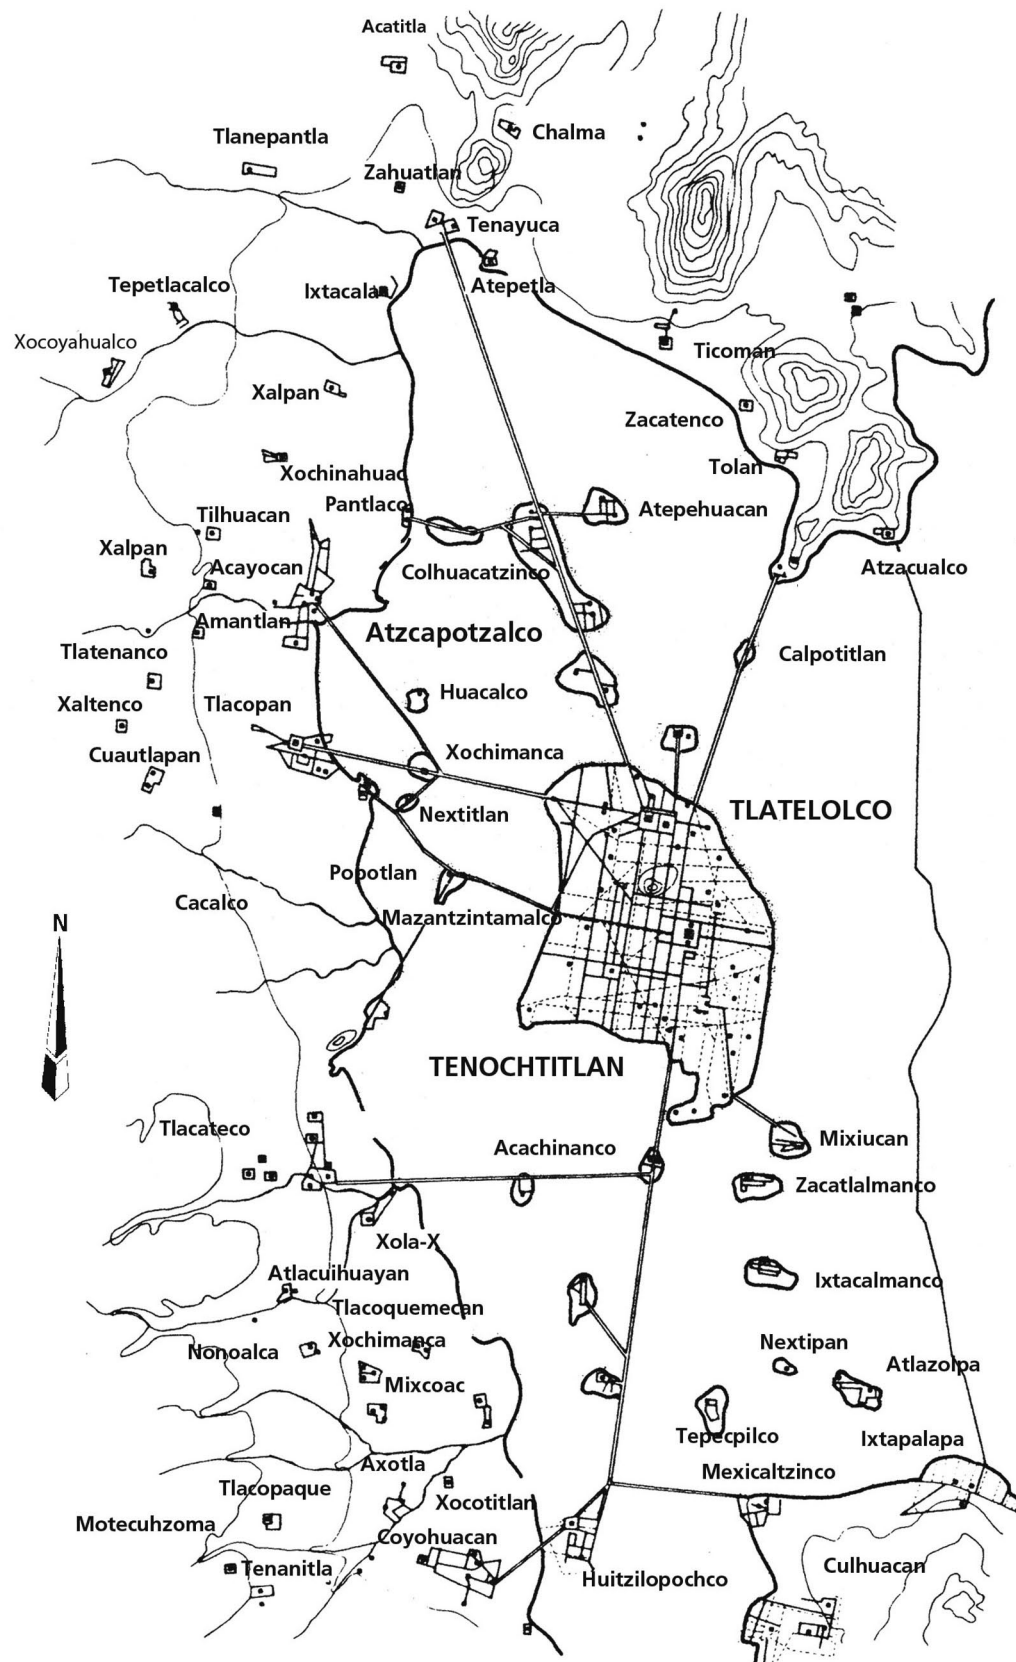 Acatitla
Chalma
Tlanepantla
Zahuatlan
Tenayuca
Ixtacala
Atepetla
Tepetlacalco
Xocoyahualco
Ticoman
Xalpan
Zacatenco
Tolan
Xochinahuac
Pantlaco
Atepehuacan
Tilhuacan
Xalpan
Acayocan
Colhuacatzinco
Atzacualco
Amantlan
Atzcapotzalco
Tlatenanco
Calpotitlan
Huacalco
Xaltenco
Tlacopan
Cuautlapan
Xochimanca
TLATELOLCO
Nextitlan
Popotlan
Cacalco
Mazantzintamalco
N
TENOCHTITLAN
Tlacateco
Acachinanco
Mixiucan
Zacatlalmanco
Xola-X
Atlacuihuayan
Ixtacalmanco
Tlacoquemecan
Xochimanca
Nonoalca
Nextipan
Atlazolpa
Mixcoac
Tepecpilco
Ixtapalapa
Axotla
Mexicaltzinco
Tlacopaque
Xocotitlan
Motecuhzoma
Coyohuacan
Tenanitla
Huitzilopochco
Culhuacan